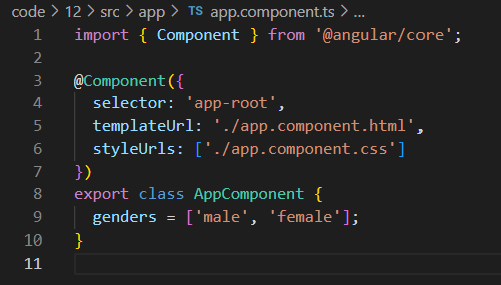 code > 12 > src > app > TS app.component.ts > ...
1 import { Component } from '@angular/core';
2
3 @Component({
4   selector: 'app-root',
5   templateUrl: './app.component.html',
6   styleUrls: ['./app.component.css']
7 })
8 export class AppComponent {
9   genders = ['male', 'female'];
10 }
11